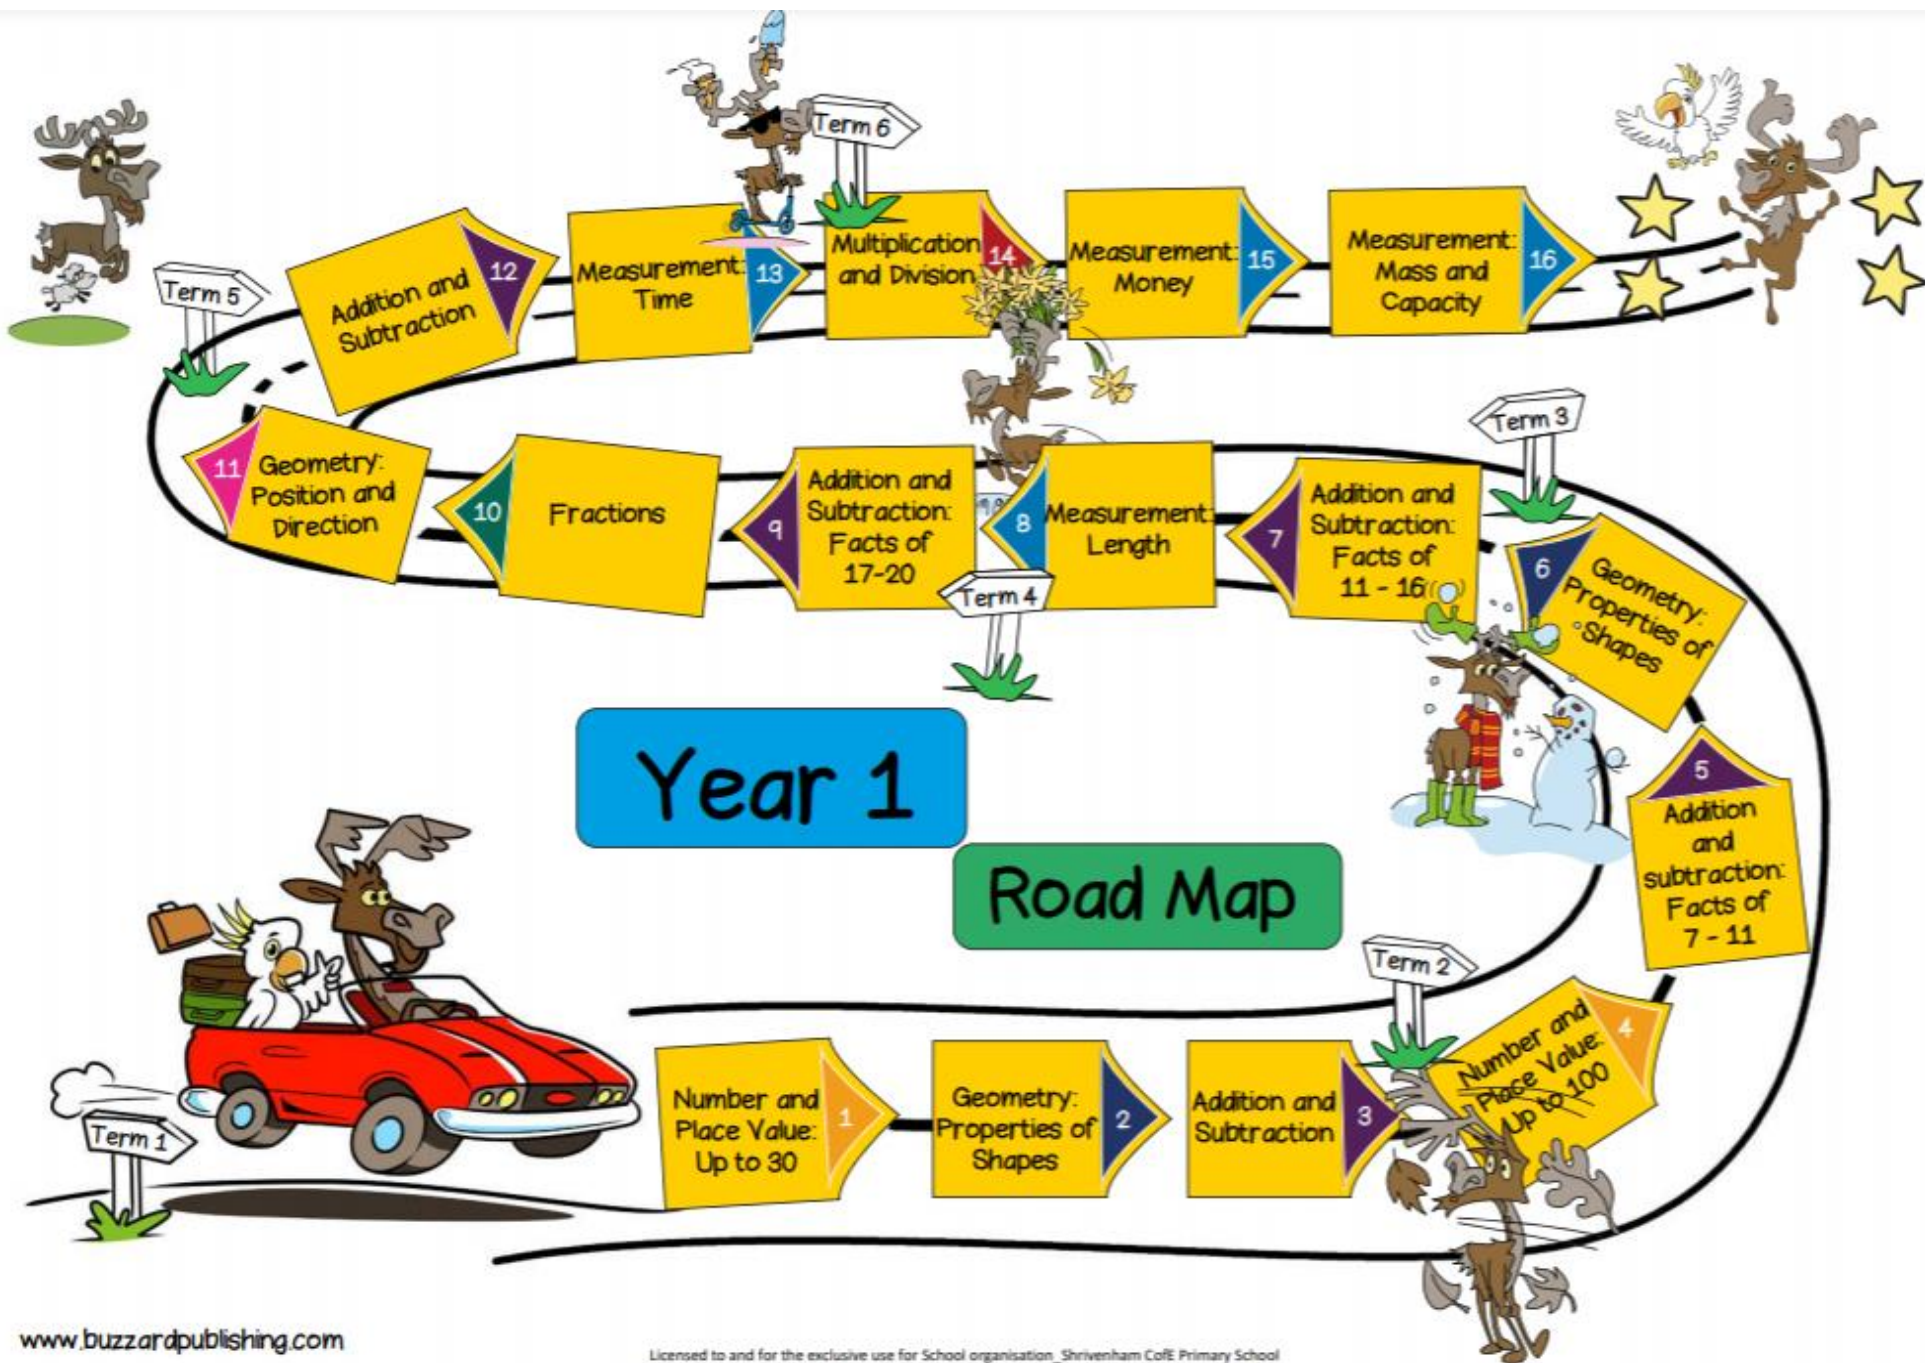 Term 6
Term 5
12
Addition and
Subtraction
13
Measurement:
Time
14
Multiplication
and Division
15
Measurement:
Money
16
Measurement:
Mass and
Capacity
Term 3
11
Geometry:
Position and
Direction
10
Fractions
9
Addition and
Subtraction:
Facts of
17-20
8
Measurement:
Length
7
Addition and
Subtraction:
Facts of
11 - 16
6
Geometry:
Properties of
Shapes
Term 4
Year 1
Road Map
5
Addition
and
subtraction:
Facts of
7 - 11
Term 2
Term 1
1
Number and
Place Value:
Up to 30
2
Geometry:
Properties of
Shapes
3
Addition and
Subtraction
4
Number and
Place Value:
Up to 100
www.buzzardpublishing.com
Licensed to and for the exclusive use for School organisation_Shrivenham CofE Primary School